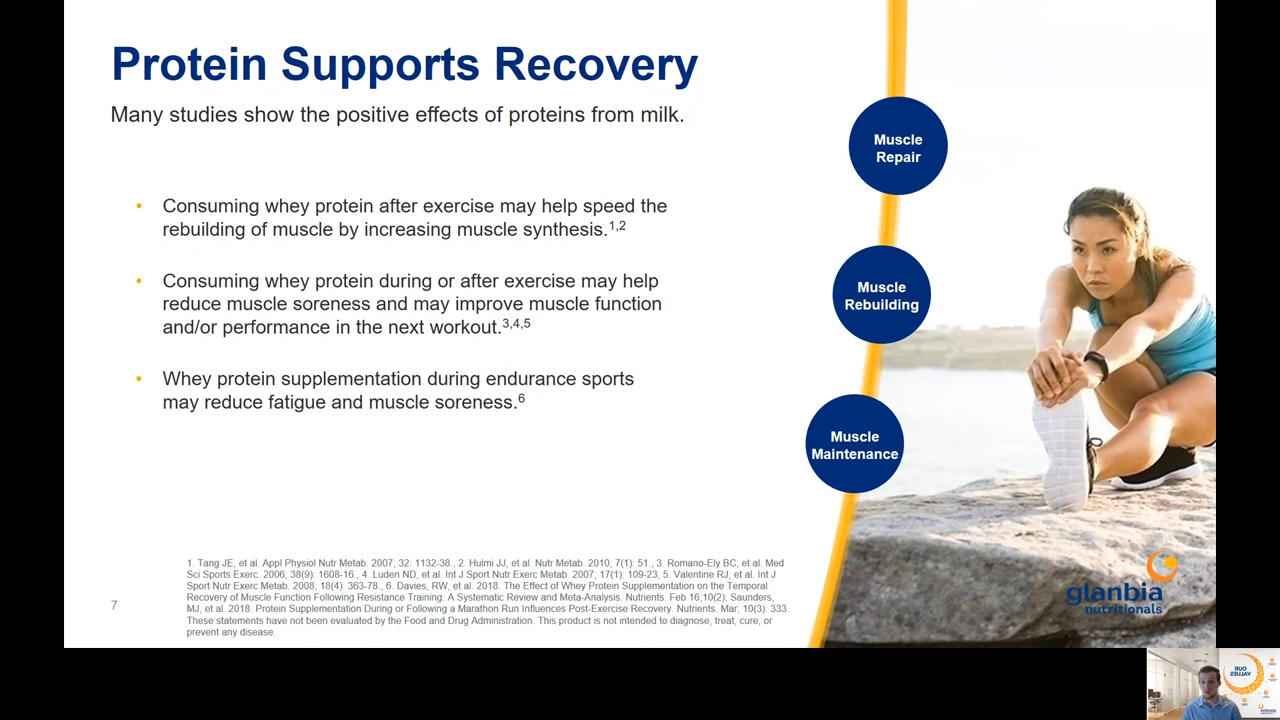 Protein Supports Recovery
Many studies show the positive effects of proteins from milk.
• Consuming whey protein after exercise may help speed the
rebuilding of muscle by increasing muscle synthesis.1,2
• Consuming whey protein during or after exercise may help
reduce muscle soreness and may improve muscle function
and/or performance in the next workout.3,4,5
• Whey protein supplementation during endurance sports
may reduce fatigue and muscle soreness.6
Muscle
Repair
Muscle
Rebuilding
Muscle
Maintenance
1. Tang JE, et al. Appl Physiol Nutr Metab. 2007; 32: 1132-38., 2. Hulmi JJ, et al. Nutr Metab. 2010; 7(1): 51., 3. Romano-Ely BC, et al. Med
Sci Sports Exerc. 2006; 38(9): 1608-16., 4. Luden ND, et al. Int J Sport Nutr Exerc Metab. 2007; 17(1): 109-23, 5. Valentine RJ, et al. Int J
Sport Nutr Exerc Metab. 2008; 18(4): 363-78., 6. Davies, RW, et al. 2018. The Effect of Whey Protein Supplementation on the Temporal
Recovery of Muscle Function Following Resistance Training: A Systematic Review and Meta-Analysis. Nutrients. Feb 16;10(2); Saunders,
MJ, et al. 2018. Protein Supplementation During or Following a Marathon Run Influences Post-Exercise Recovery. Nutrients. Mar; 10(3): 333.
These statements have not been evaluated by the Food and Drug Administration. This product is not intended to diagnose, treat, cure, or
prevent any disease.
7
glanbia
nutritionals
OUR
VALUES